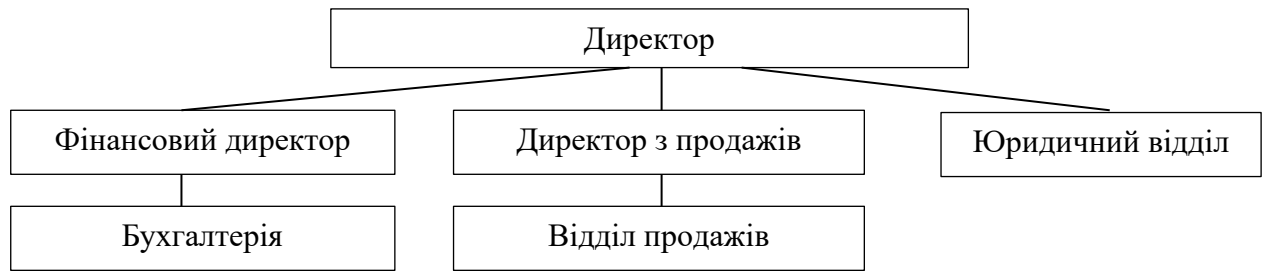 Директор
Фінансовий директор
Директор з продажів
Юридичний відділ
Бухгалтерія
Відділ продажів